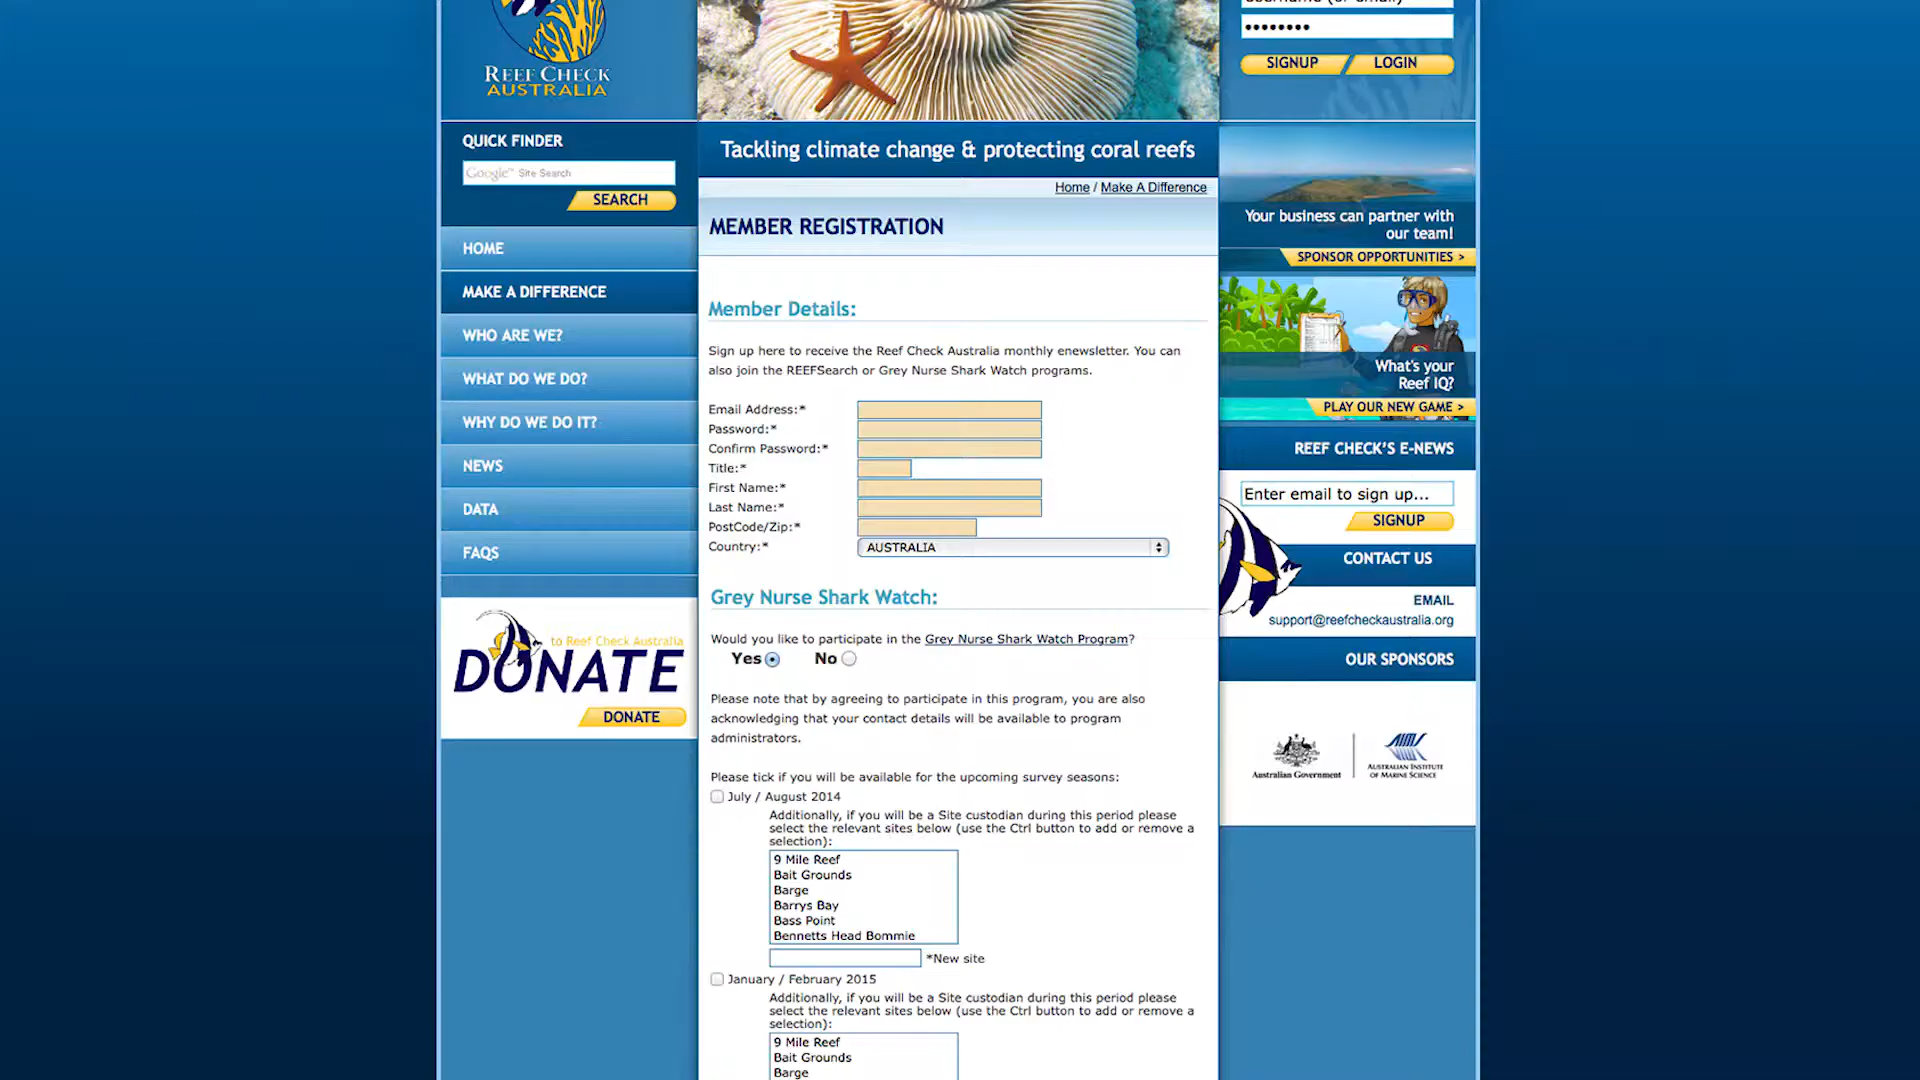 REEF CHECK
AUSTRALIA
Username (or email)
SIGNUP
LOGIN
QUICK FINDER
Google™ Site Search
SEARCH
HOME
MAKE A DIFFERENCE
WHO ARE WE?
WHAT DO WE DO?
WHY DO WE DO IT?
NEWS
DATA
FAQS
to Reef Check Australia
DONATE
DONATE
Tackling climate change & protecting coral reefs
Home / Make A Difference
MEMBER REGISTRATION
Member Details:
Sign up here to receive the Reef Check Australia monthly enewsletter. You can
also join the REEFSearch or Grey Nurse Shark Watch programs.
Email Address:*
Password:*
Confirm Password:*
Title:*
First Name:*
Last Name:*
PostCode/Zip:*
Country:* AUSTRALIA
Grey Nurse Shark Watch:
Would you like to participate in the Grey Nurse Shark Watch Program?
Yes No
Please note that by agreeing to participate in this program, you are also
acknowledging that your contact details will be available to program
administrators.
Please tick if you will be available for the upcoming survey seasons:
July / August 2014
Additionally, if you will be a Site custodian during this period please
select the relevant sites below (use the Ctrl button to add or remove a
selection):
9 Mile Reef
Bait Grounds
Barge
Barrys Bay
Bass Point
Bennetts Head Bommie
*New site
January / February 2015
Additionally, if you will be a Site custodian during this period please
select the relevant sites below (use the Ctrl button to add or remove a
selection):
9 Mile Reef
Bait Grounds
Barge
Your business can partner with
our team!
SPONSOR OPPORTUNITIES >
What's your
Reef IQ?
PLAY OUR NEW GAME >
REEF CHECK'S E-NEWS
Enter email to sign up...
SIGNUP
CONTACT US
EMAIL
support@reefcheckaustralia.org
OUR SPONSORS
Australian Government
AIMS
AUSTRALIAN INSTITUTE
OF MARINE SCIENCE